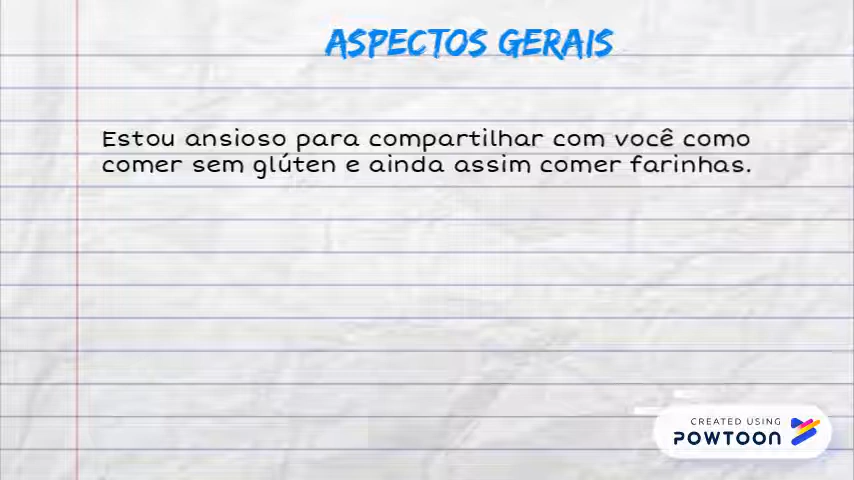 ASPECTOS GERAIS
Estou ansioso para compartilhar com você como
comer sem glúten e ainda assim comer farinhas.
CREATED USING
POWTOON